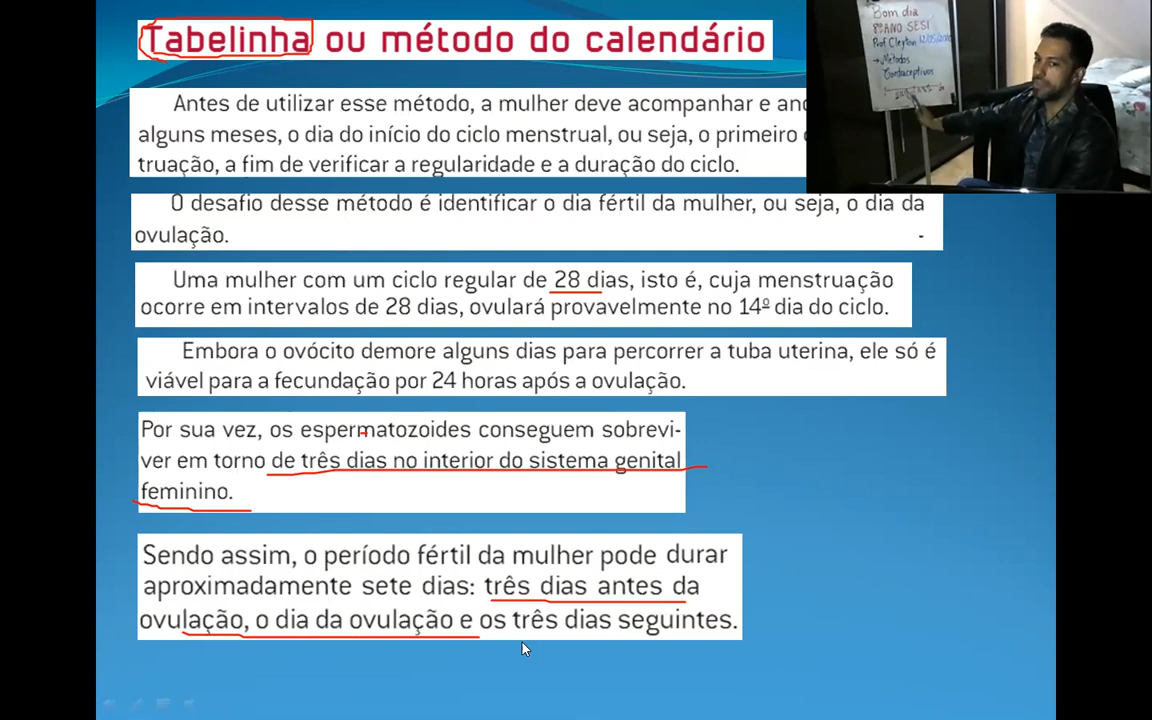 Tabelinha ou método do calendário
Bom dia
8º ANO SESI
Prof Cleyton
→ Métodos
Contraceptivos
Antes de utilizar esse método, a mulher deve acompanhar e
alguns meses, o dia do início do ciclo menstrual, ou seja, o primeiro
truação, a fim de verificar a regularidade e a duração do ciclo.
O desafio desse método é identificar o dia fértil da mulher, ou seja, o dia da
ovulação.
Uma mulher com um ciclo regular de 28 dias, isto é, cuja menstruação
ocorre em intervalos de 28 dias, ovulará provavelmente no 14º dia do ciclo.
Embora o ovócito demore alguns dias para percorrer a tuba uterina, ele só é
viável para a fecundação por 24 horas após a ovulação.
Por sua vez, os espermatozoides conseguem sobrevi-
ver em torno de três dias no interior do sistema genital
feminino.
Sendo assim, o período fértil da mulher pode durar
aproximadamente sete dias: três dias antes da
ovulação, o dia da ovulação e os três dias seguintes.